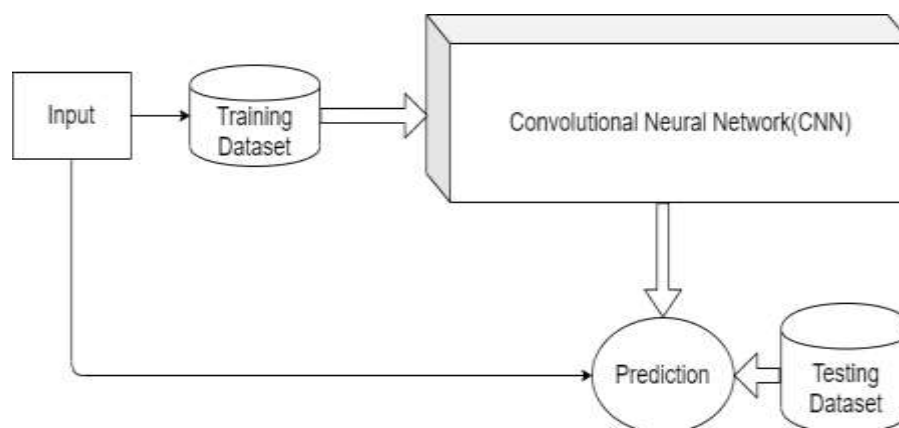 Input
Training
Dataset
Convolutional Neural Network(CNN)
Prediction
Testing
Dataset